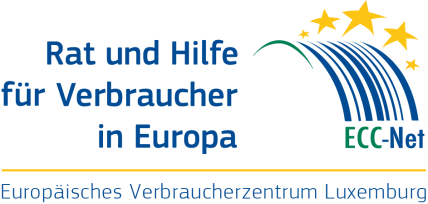 Rat und Hilfe
für Verbraucher
in Europa
ECC-Net
Europäisches Verbraucherzentrum Luxemburg